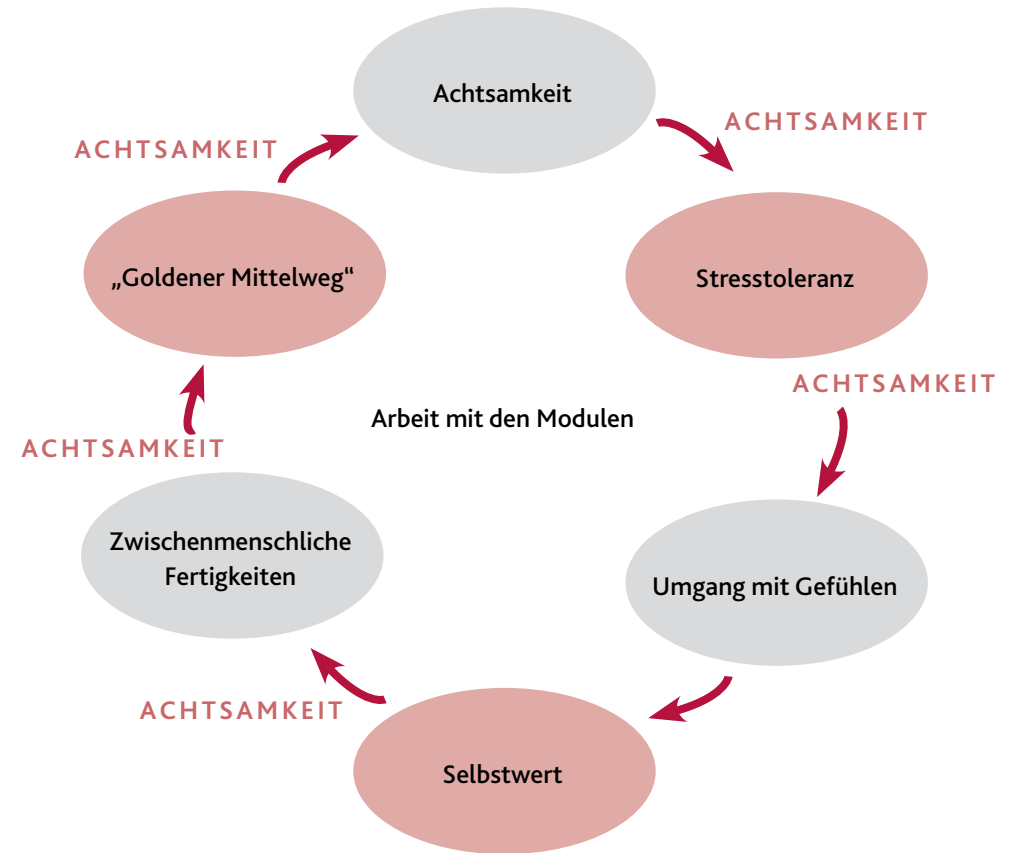 Achtsamkeit
ACHTSAMKEIT
ACHTSAMKEIT
„Goldener Mittelweg“
Stresstoleranz
ACHTSAMKEIT
Arbeit mit den Modulen
ACHTSAMKEIT
Zwischenmenschliche
Fertigkeiten
Umgang mit Gefühlen
ACHTSAMKEIT
Selbstwert